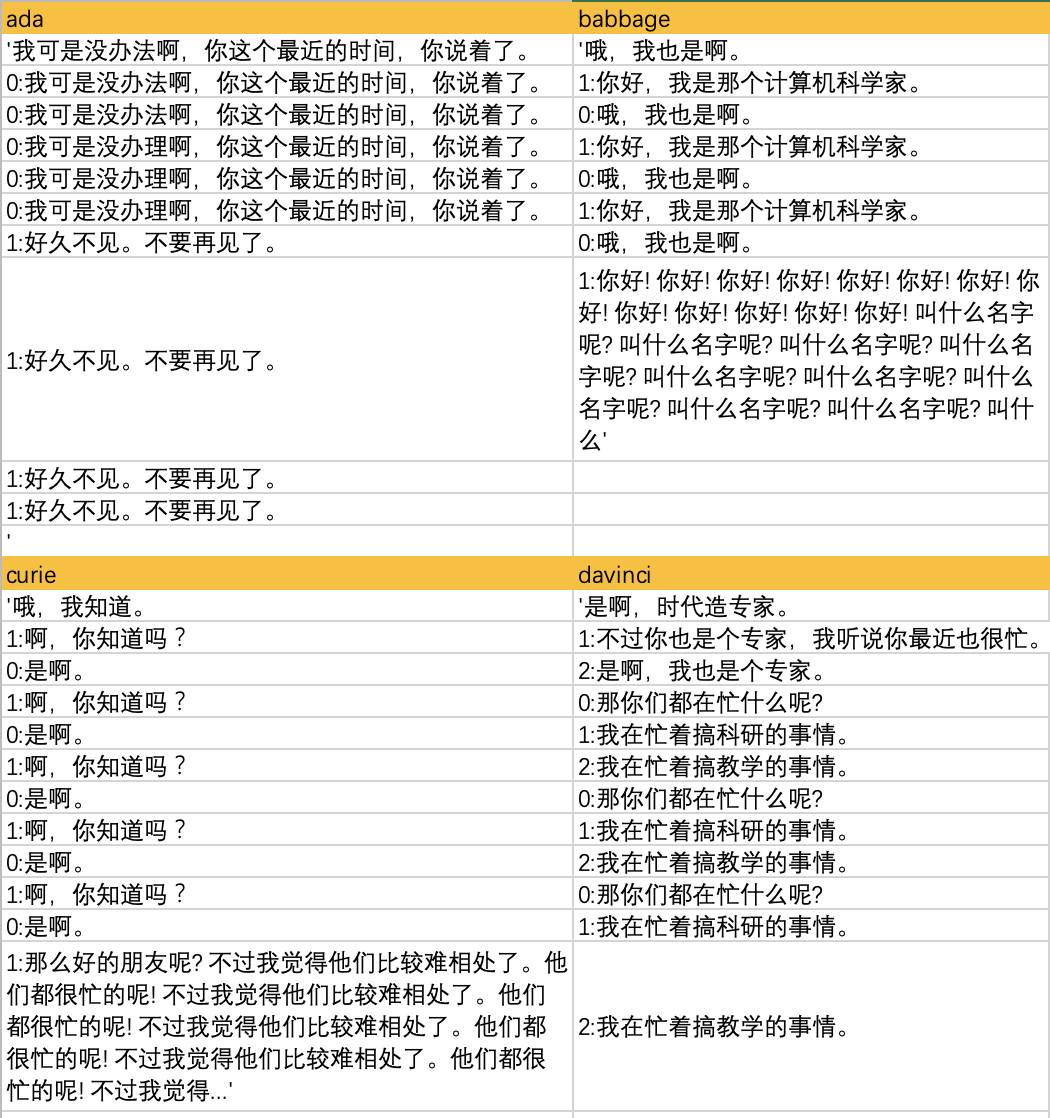 ada
'我可是没办法啊，你这个最近的时间，你说着了。
0:我可是没办法啊，你这个最近的时间，你说着了。
0:我可是没办法啊，你这个最近的时间，你说着了。
0:我可是没办理啊，你这个最近的时间，你说着了。
0:我可是没办理啊，你这个最近的时间，你说着了。
0:我可是没办理啊，你这个最近的时间，你说着了。
1:好久不见。不要再见了。
1:好久不见。不要再见了。
1:好久不见。不要再见了。
1:好久不见。不要再见了。
'
babbage
'哦，我也是啊。
1:你好，我是那个计算机科学家。
0:哦，我也是啊。
1:你好，我是那个计算机科学家。
0:哦，我也是啊。
1:你好，我是那个计算机科学家。
0:哦，我也是啊。
1:你好! 你好! 你好! 你好! 你好! 你好! 你好! 你
好! 你好! 你好! 你好! 你好! 你好! 叫什么名字
呢? 叫什么名字呢? 叫什么名字呢? 叫什么名
字呢? 叫什么名字呢? 叫什么名字呢? 叫什么
名字呢? 叫什么名字呢? 叫什么名字呢? 叫什
么'
curie
'哦，我知道。
1:啊，你知道吗？
0:是啊。
1:啊，你知道吗？
0:是啊。
1:啊，你知道吗？
0:是啊。
1:啊，你知道吗？
0:是啊。
1:啊，你知道吗？
0:是啊。
1:那么好的朋友呢? 不过我觉得他们比较难相处了。他
们都很忙的呢! 不过我觉得他们比较难相处了。他们
都很忙的呢! 不过我觉得他们比较难相处了。他们都
很忙的呢! 不过我觉得他们比较难相处了。他们都很
忙的呢! 不过我觉得...'
davinci
'是啊，时代造专家。
1:不过你也是个专家，我听说你最近也很忙。
2:是啊，我也是个专家。
0:那你们都在忙什么呢?
1:我在忙着搞科研的事情。
2:我在忙着搞教学的事情。
0:那你们都在忙什么呢?
1:我在忙着搞科研的事情。
2:我在忙着搞教学的事情。
0:那你们都在忙什么呢?
1:我在忙着搞科研的事情。
2:我在忙着搞教学的事情。